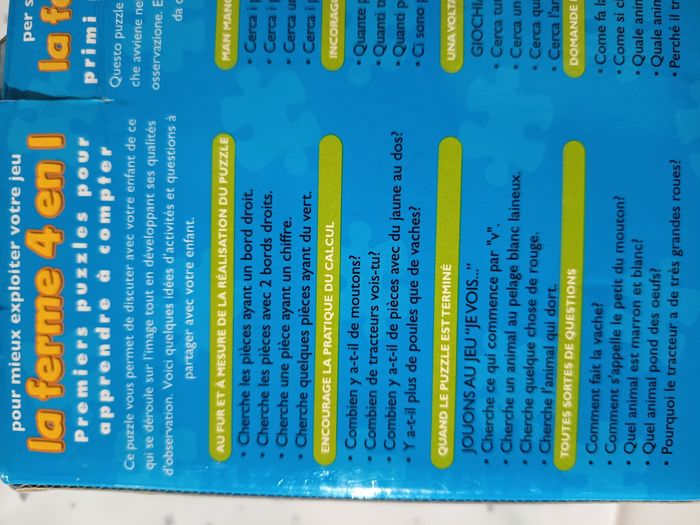 pour mieux exploiter votre jeu
la ferme 4 en 1
Premiers puzzles pour
apprendre à compter
Ce puzzle vous permet de discuter avec votre enfant de ce
qui se déroule sur l'image tout en développant ses qualités
d'observation. Voici quelques idées d'activités et questions à
partager avec votre enfant.
AU FUR ET À MESURE DE LA RÉALISATION DU PUZZLE
• Cherche les pièces ayant un bord droit.
• Cherche les pièces avec 2 bords droits.
• Cherche une pièce ayant un chiffre.
• Cherche quelques pièces ayant du vert.
ENCOURAGE LA PRATIQUE DU CALCUL
• Combien y a-t-il de moutons?
• Combien de tracteurs vois-tu?
• Combien y a-t-il de pièces avec du jaune au dos?
• Y a-t-il plus de poules que de vaches?
QUAND LE PUZZLE EST TERMINÉ
JOUONS AU JEU "JE VOIS..."
• Cherche ce qui commence par "v".
• Cherche un animal au pelage blanc laineux.
• Cherche quelque chose de rouge.
• Cherche l'animal qui dort.
TOUTES SORTES DE QUESTIONS
• Comment fait la vache?
• Comment s'appelle le petit du mouton?
• Quel animal est marron et blanc?
• Quel animal pond des oeufs?
• Pourquoi le tracteur a de très grandes roues?
per s
la fa
primi
Questo puzzle
che avviene ne
osservazione. E
da c
MAN MANO
• Cerca i p
• Cerca i p
• Cerca un
• Cerca i p
INCORAGG
• Quante p
• Quanti tr
• Quanti p
• Ci sono p
UNA VOLTA
GIOCHIA
• Cerca tut
• Cerca un
• Cerca qua
• Cerca l'an
DOMANDE
• Come fa la
• Come si c
• Quale anim
• Quale anim
• Perché il tr